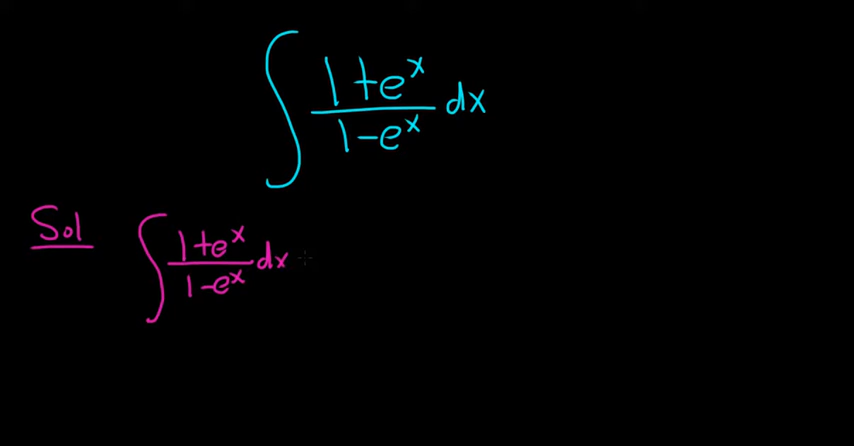 ∫ (1+e^x)/(1-e^x) dx
Sol ∫ (1+e^x)/(1-e^x) dx